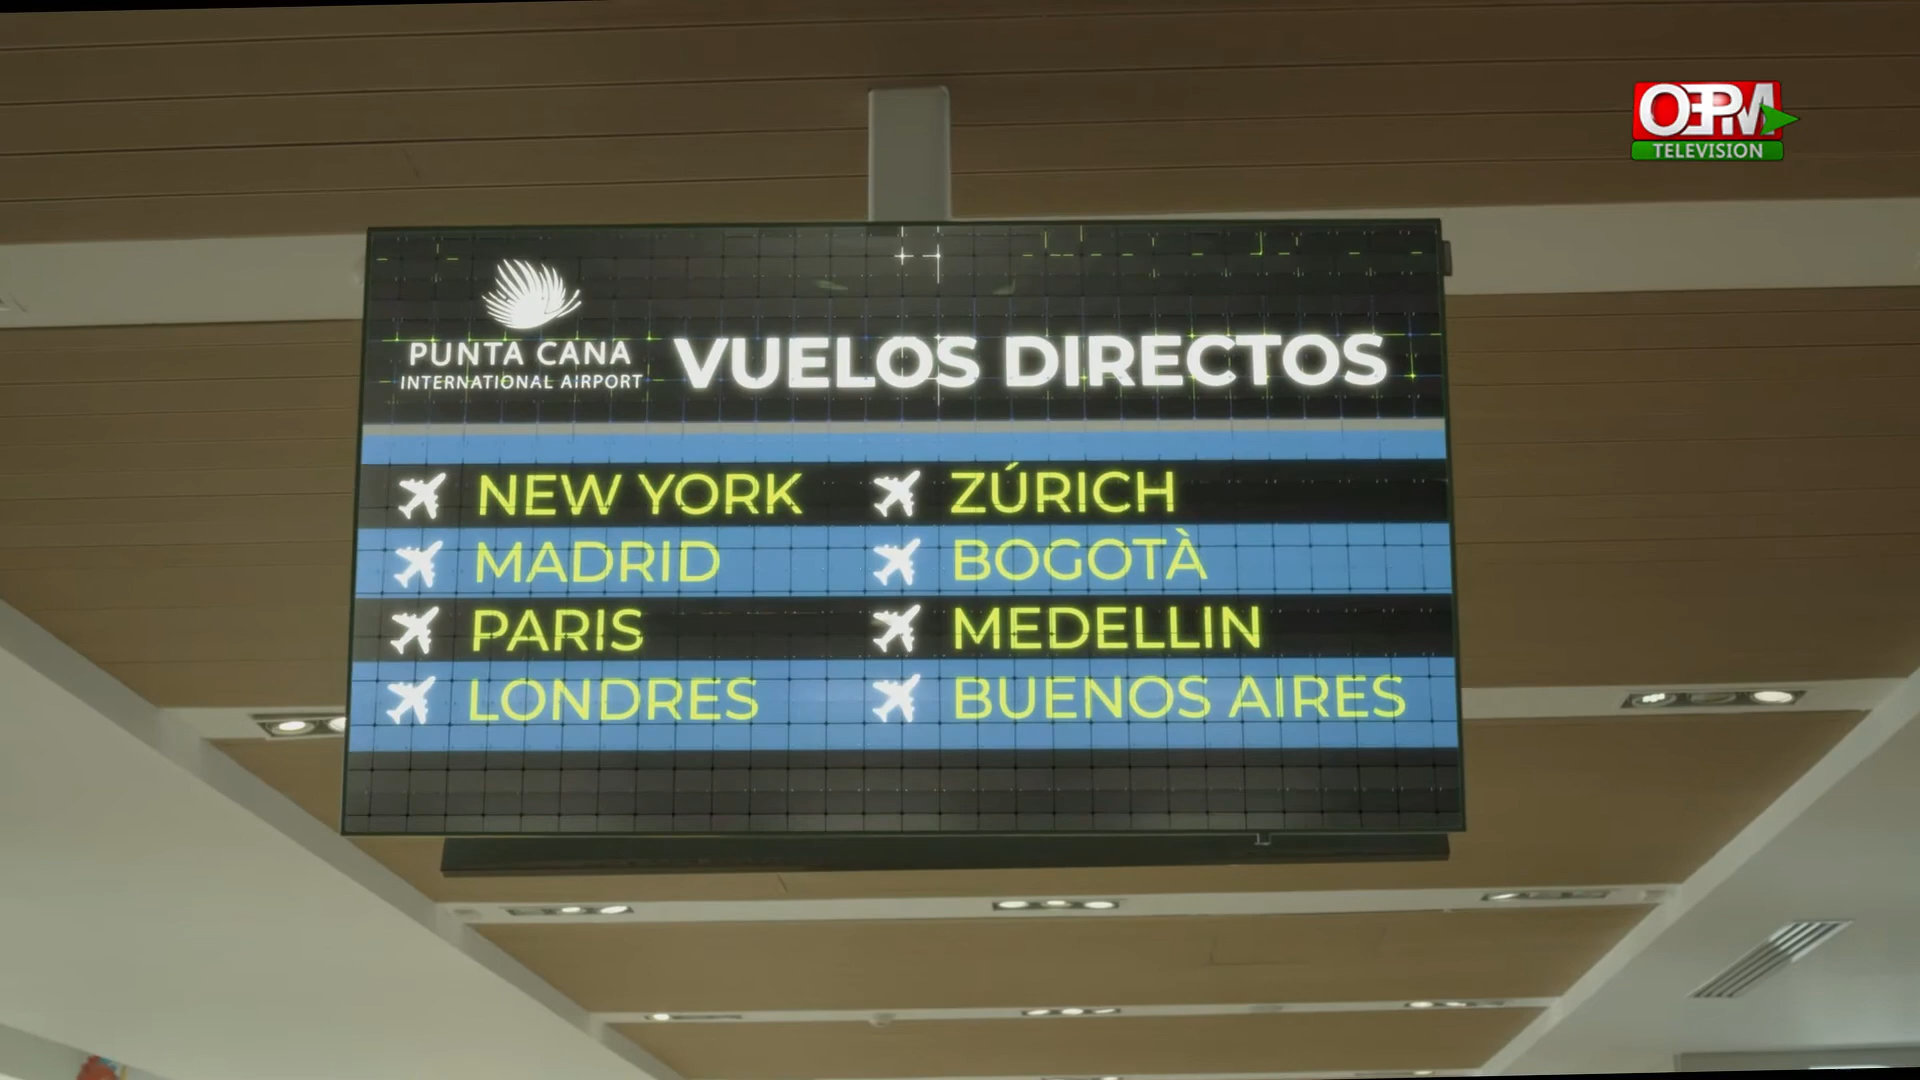 OEPM
TELEVISION
PUNTA CANA
INTERNATIONAL AIRPORT
VUELOS DIRECTOS
NEW YORK
ZÚRICH
MADRID
BOGOTÀ
PARIS
MEDELLIN
LONDRES
BUENOS AIRES